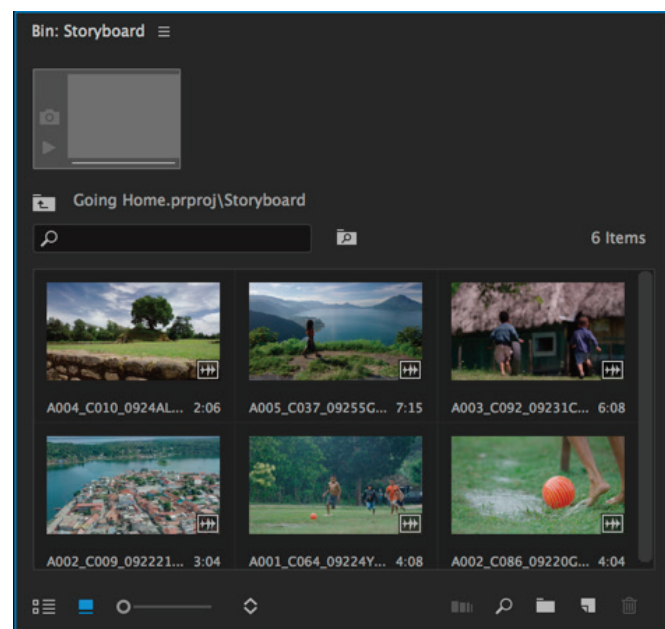 Bin: Storyboard
Going Home.prproj\Storyboard
6 Items
A004_C010_0924AL... 2:06
A005_C037_09255G... 7:15
A003_C092_09231C... 6:08
A002_C009_092221... 3:04
A001_C064_09224Y... 4:08
A002_C086_09220G... 4:04